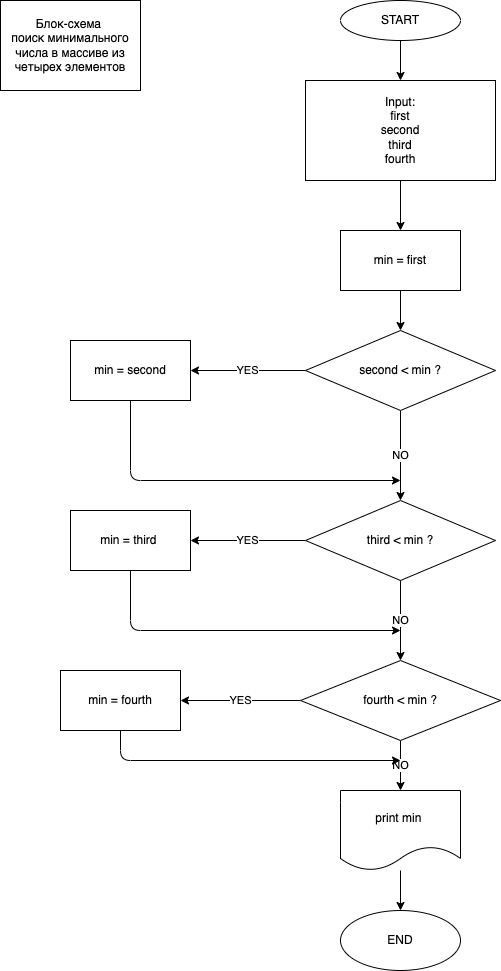 Блок-схема
поиск минимального
числа в массиве из
четырех элементов
START
Input:
first
second
third
fourth
min = first
second < min ?
YES
min = second
NO
third < min ?
YES
min = third
NO
fourth < min ?
YES
min = fourth
NO
print min
END